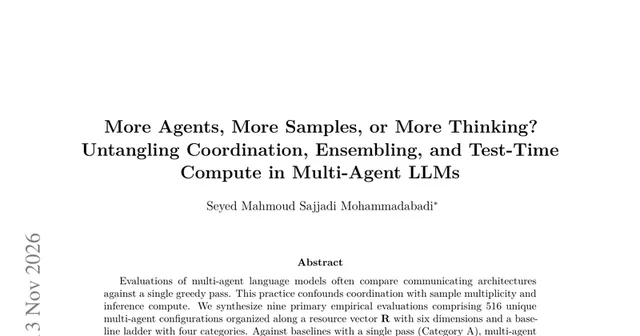 More Agents, More Samples, or More Thinking?
Untangling Coordination, Ensembling, and Test-Time
Compute in Multi-Agent LLMs
Seyed Mahmoud Sajjadi Mohammadabadi*
3 Nov 2026
Abstract
Evaluations of multi-agent language models often compare communicating architectures
against a single greedy pass. This practice confounds coordination with sample multiplicity and
inference compute. We synthesize nine primary empirical evaluations comprising 516 unique
multi-agent configurations organized along a resource vector R with six dimensions and a base-
line ladder with four categories. Against baselines with a single pass (Category A), multi-agent